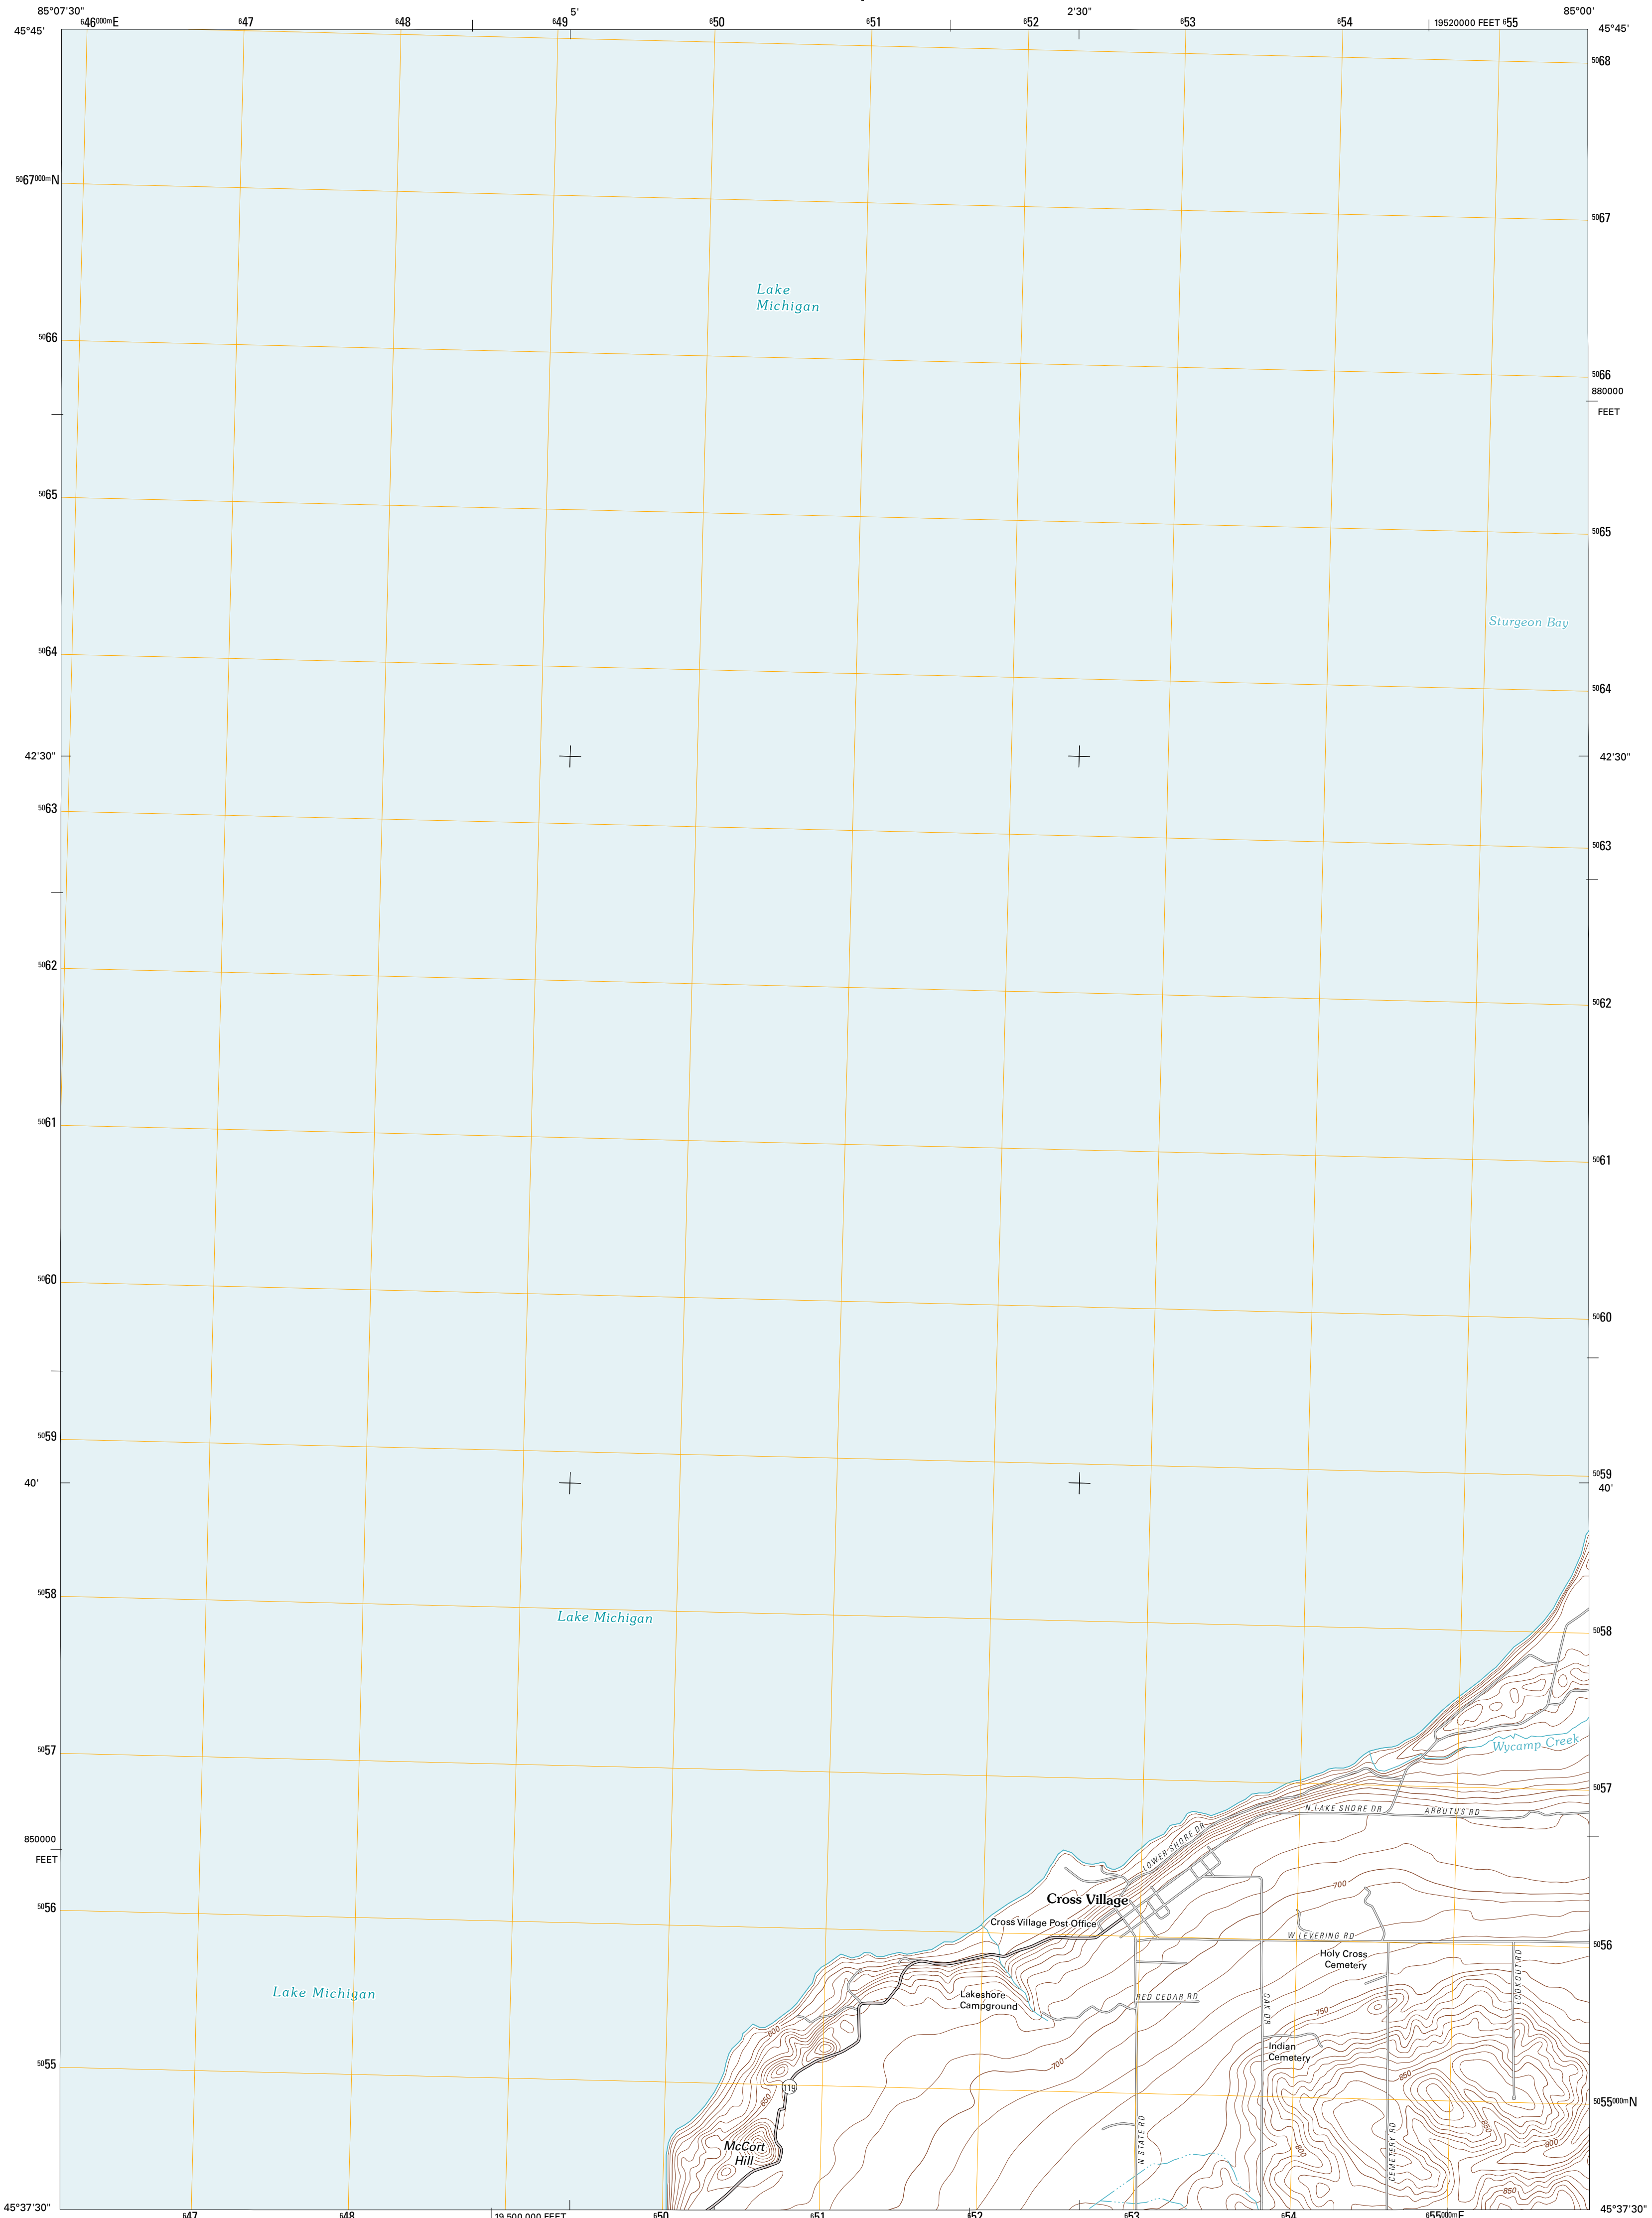 85°07'30"
⁶46⁰⁰⁰ᵐE
⁶47
⁶48
⁶49
5'
⁶50
⁶51
⁶52
2'30"
⁶53
⁶54
19520000 FEET
⁶55
85°00'
45°45'
45°45'
⁵⁰68
⁵⁰67⁰⁰⁰ᵐN
⁵⁰67
Lake
Michigan
⁵⁰66
⁵⁰66
880000
FEET
⁵⁰65
⁵⁰65
Sturgeon Bay
⁵⁰64
⁵⁰64
42'30"
42'30"
⁵⁰63
⁵⁰63
⁵⁰62
⁵⁰62
⁵⁰61
⁵⁰61
⁵⁰60
⁵⁰60
⁵⁰59
⁵⁰59
40'
40'
⁵⁰58
Lake Michigan
⁵⁰58
Wycamp Creek
⁵⁰57
⁵⁰57
N LAKE SHORE DR
ARBUTUS RD
LOWER SHORE DR
850000
FEET
700
Cross Village
⁵⁰56
Cross Village Post Office
W LEVERING RD
⁵⁰56
Holy Cross
Cemetery
LOOKOUT RD
Lake Michigan
Lakeshore
Campground
RED CEDAR RD
OAK DR
750
600
Indian
Cemetery
⁵⁰55
700
850
119
650
⁵⁰55⁰⁰⁰ᵐN
850
N STATE RD
McCort
Hill
800
CEMETERY RD
800
850
45°37'30"
45°37'30"
⁶47
⁶48
19 500 000 FEET
⁶50
⁶51
⁶52
⁶53
⁶54
⁶55⁰⁰⁰ᵐE